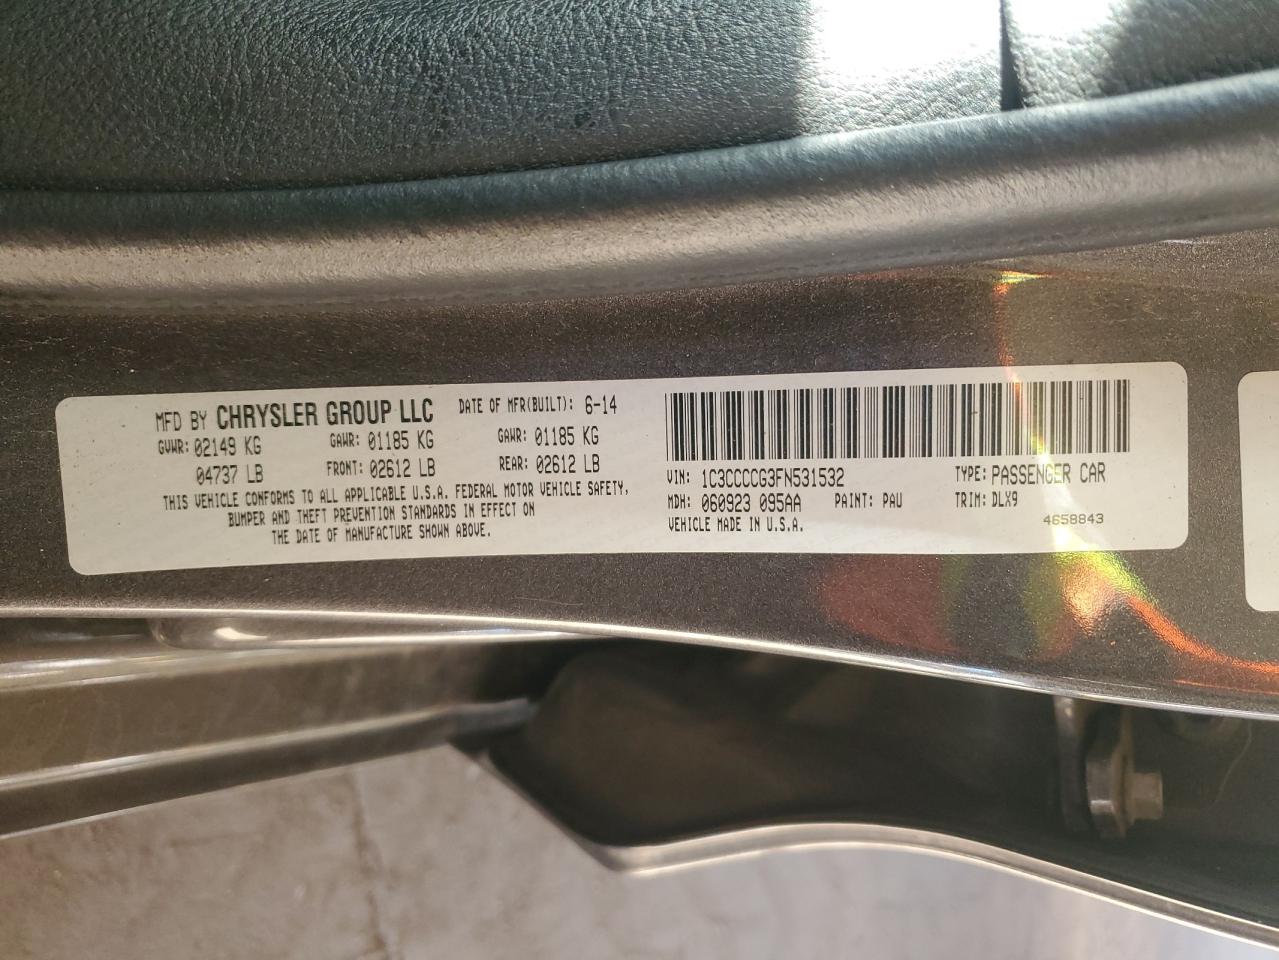 MFD BY CHRYSLER GROUP LLC DATE OF MFR(BUILT): 6-14
GVWR: 02149 KG GAWR: 01185 KG GAWR: 01185 KG
04737 LB FRONT: 02612 LB REAR: 02612 LB
THIS VEHICLE CONFORMS TO ALL APPLICABLE U.S.A. FEDERAL MOTOR VEHICLE SAFETY,
BUMPER AND THEFT PREVENTION STANDARDS IN EFFECT ON
THE DATE OF MANUFACTURE SHOWN ABOVE.
VIN: 1C3CCCCG3FN531532 TYPE: PASSENGER CAR
MDH: 060923 095AA PAINT: PAU TRIM: DLX9
VEHICLE MADE IN U.S.A. 4658843